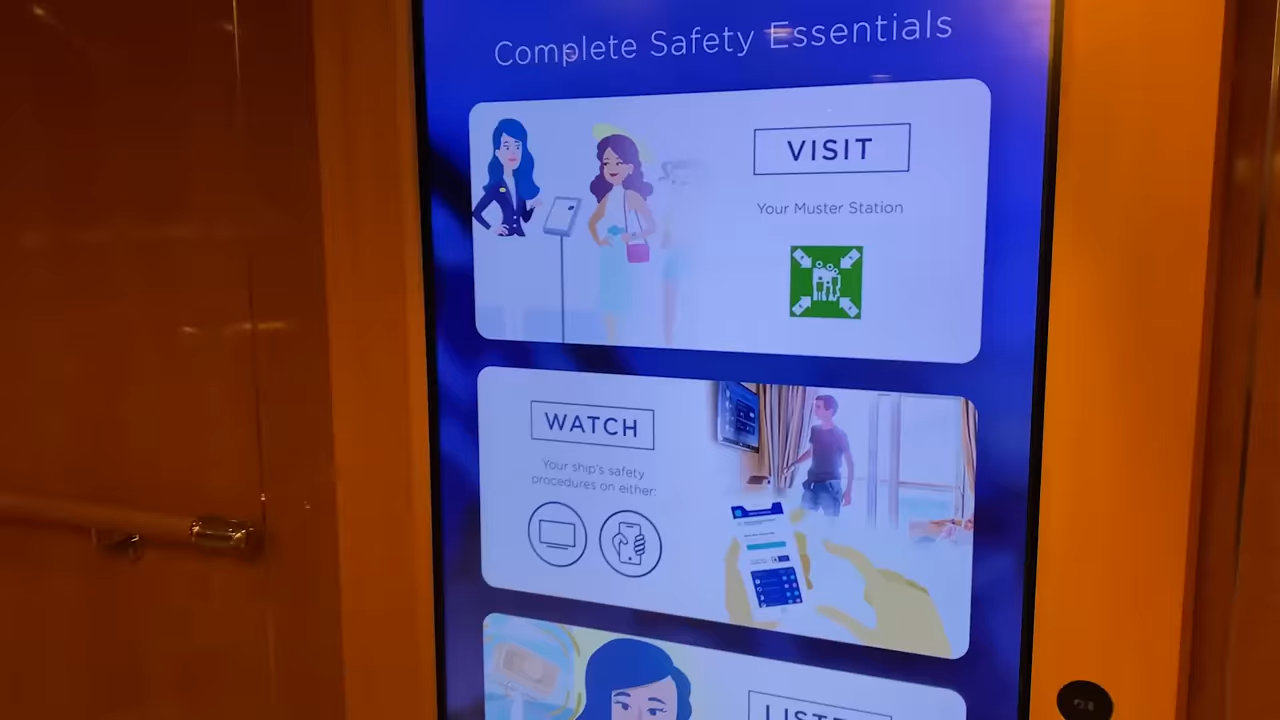 Complete Safety Essentials
VISIT
Your Muster Station
WATCH
Your ship's safety
procedures on either: